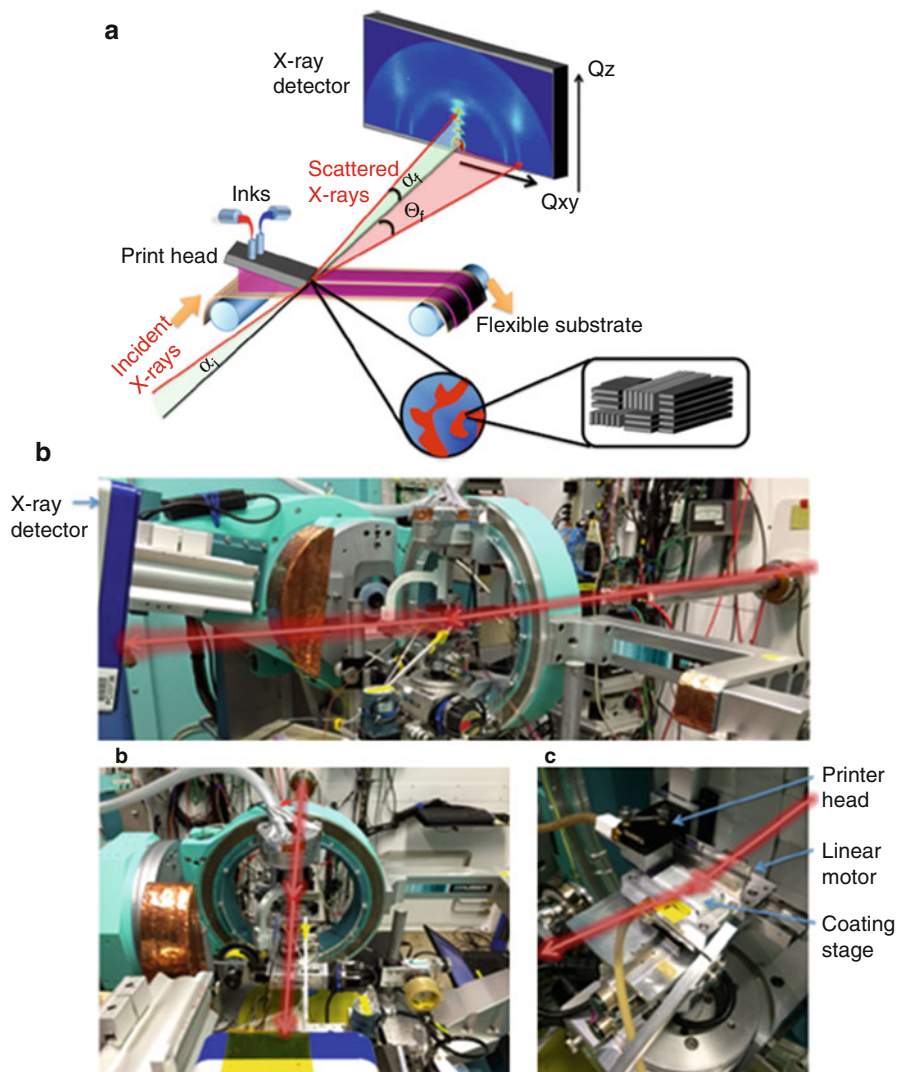 a
X-ray
detector
Qz
Scattered
X-rays
αf
Θf
Qxy
Inks
Print head
Incident
X-rays
αi
Flexible substrate
b
X-ray
detector
b
c
Printer
head
Linear
motor
Coating
stage